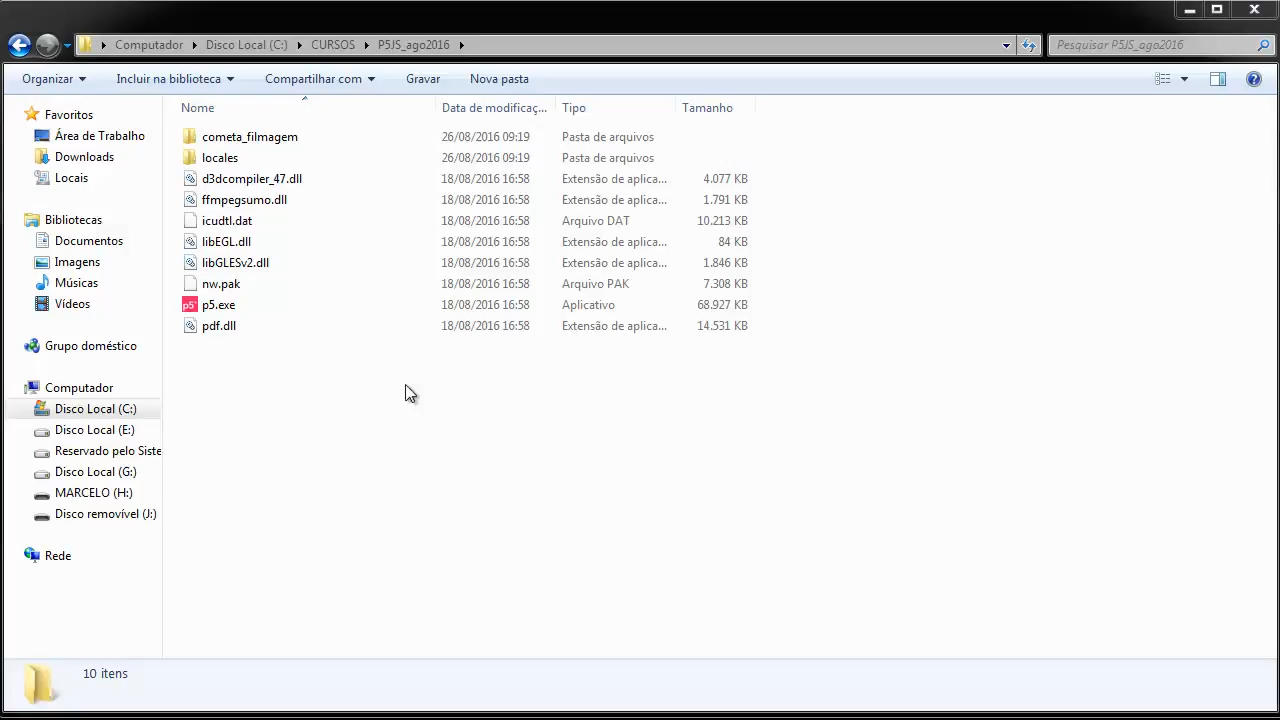 Computador Disco Local (C:) CURSOS P5JS_ago2016 Pesquisar P5JS_ago2016
Organizar Incluir na biblioteca Compartilhar com Gravar Nova pasta
Favoritos
Área de Trabalho
Downloads
Locais
Bibliotecas
Documentos
Imagens
Músicas
Vídeos
Grupo doméstico
Computador
Disco Local (C:)
Disco Local (E:)
Reservado pelo Siste
Disco Local (G:)
MARCELO (H:)
Disco removível (J:)
Rede
Nome Data de modificaç... Tipo Tamanho
cometa_filmagem 26/08/2016 09:19 Pasta de arquivos
locales 26/08/2016 09:19 Pasta de arquivos
d3dcompiler_47.dll 18/08/2016 16:58 Extensão de aplica... 4.077 KB
ffmpegsumo.dll 18/08/2016 16:58 Extensão de aplica... 1.791 KB
icudtl.dat 18/08/2016 16:58 Arquivo DAT 10.213 KB
libEGL.dll 18/08/2016 16:58 Extensão de aplica... 84 KB
libGLESv2.dll 18/08/2016 16:58 Extensão de aplica... 1.846 KB
nw.pak 18/08/2016 16:58 Arquivo PAK 7.308 KB
p5* p5.exe 18/08/2016 16:58 Aplicativo 68.927 KB
pdf.dll 18/08/2016 16:58 Extensão de aplica... 14.531 KB
10 itens